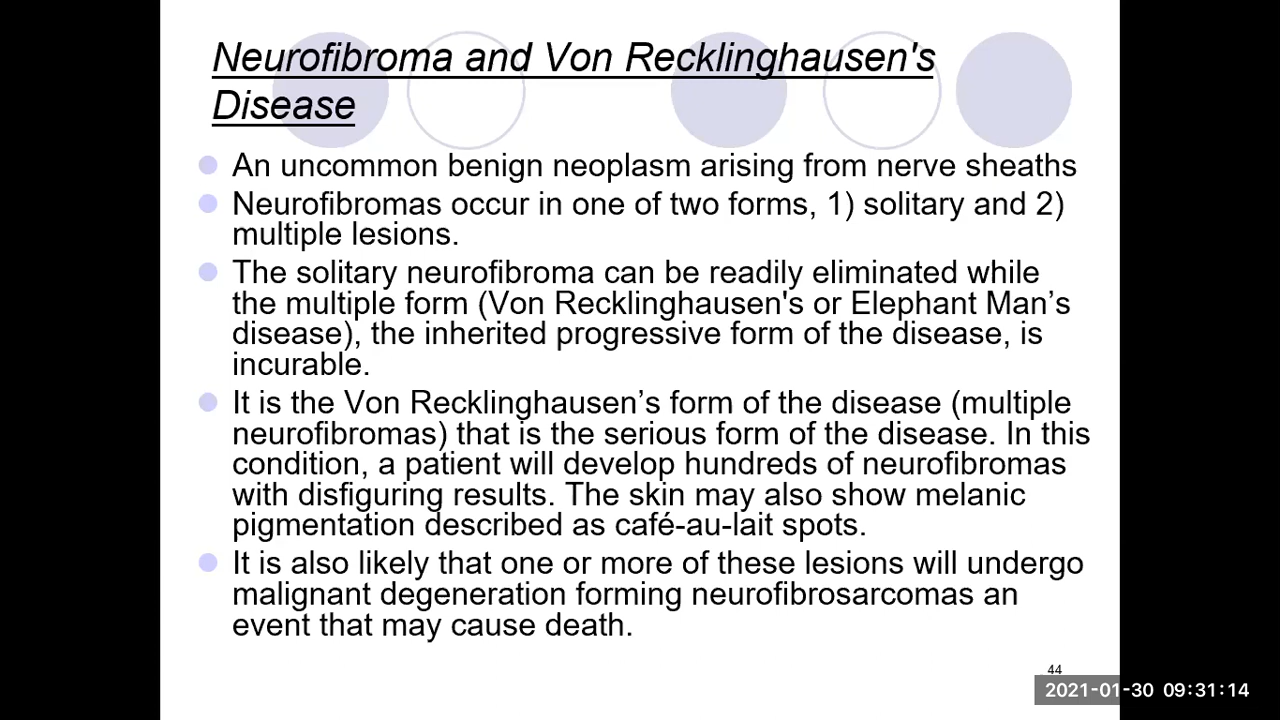 Neurofibroma and Von Recklinghausen's
Disease
An uncommon benign neoplasm arising from nerve sheaths
Neurofibromas occur in one of two forms, 1) solitary and 2)
multiple lesions.
The solitary neurofibroma can be readily eliminated while
the multiple form (Von Recklinghausen's or Elephant Man’s
disease), the inherited progressive form of the disease, is
incurable.
It is the Von Recklinghausen’s form of the disease (multiple
neurofibromas) that is the serious form of the disease. In this
condition, a patient will develop hundreds of neurofibromas
with disfiguring results. The skin may also show melanic
pigmentation described as café-au-lait spots.
It is also likely that one or more of these lesions will undergo
malignant degeneration forming neurofibrosarcomas an
event that may cause death.
44
2021-01-30 09:31:14